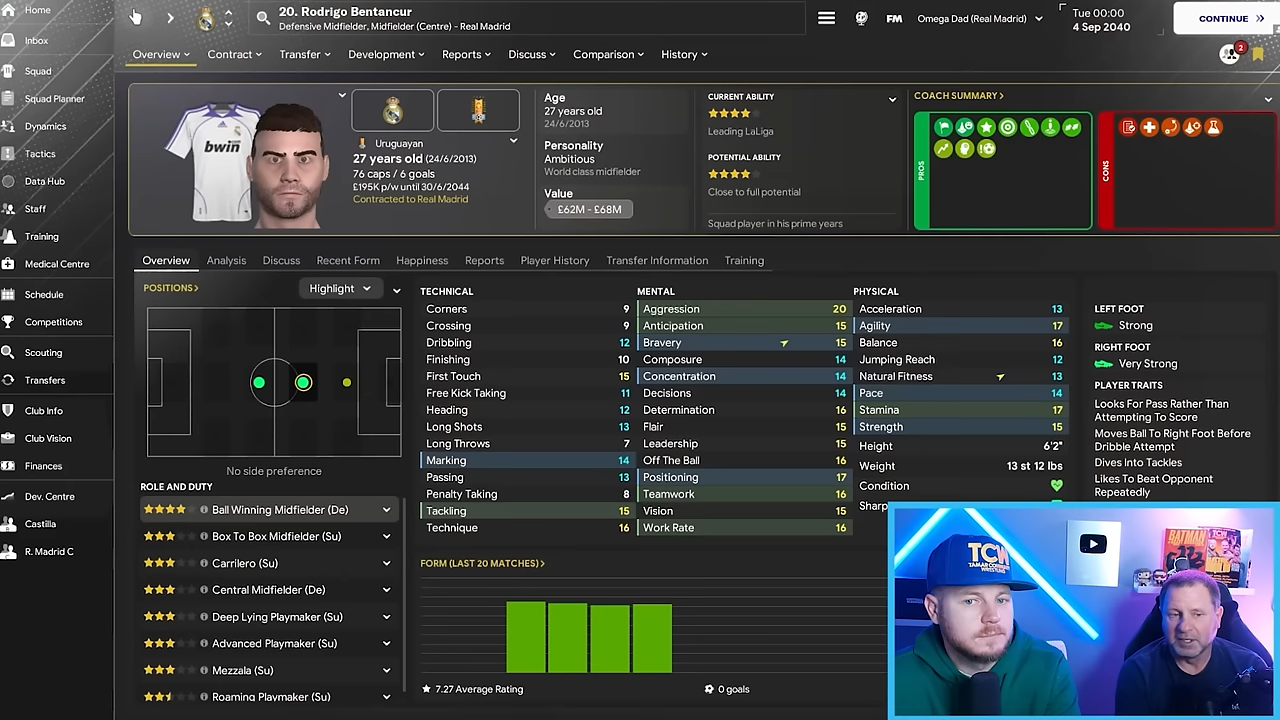 Home
Inbox
Squad
Squad Planner
Dynamics
Tactics
Data Hub
Staff
Training
Medical Centre
Schedule
Competitions
Scouting
Transfers
Club Info
Club Vision
Finances
Dev. Centre
Castilla
R. Madrid C
20. Rodrigo Bentancur
Defensive Midfielder, Midfielder (Centre) - Real Madrid
FM
Omega Dad (Real Madrid)
Tue 00:00
4 Sep 2040
CONTINUE
2
Overview
Contract
Transfer
Development
Reports
Discuss
Comparison
History
bwin
Uruguayan
27 years old (24/6/2013)
76 caps / 6 goals
£195K p/w until 30/6/2044
Contracted to Real Madrid
Age
27 years old
24/6/2013
Personality
Ambitious
World class midfielder
Value
£62M - £68M
CURRENT ABILITY
Leading LaLiga
POTENTIAL ABILITY
Close to full potential
Squad player in his prime years
COACH SUMMARY >
PROS
CONS
Overview
Analysis
Discuss
Recent Form
Happiness
Reports
Player History
Transfer Information
Training
POSITIONS >
Highlight
No side preference
ROLE AND DUTY
Ball Winning Midfielder (De)
Box To Box Midfielder (Su)
Carrilero (Su)
Central Midfielder (De)
Deep Lying Playmaker (Su)
Advanced Playmaker (Su)
Mezzala (Su)
Roaming Playmaker (Su)
TECHNICAL
Corners 9
Crossing 9
Dribbling 12
Finishing 10
First Touch 15
Free Kick Taking 11
Heading 12
Long Shots 13
Long Throws 7
Marking 14
Passing 13
Penalty Taking 8
Tackling 15
Technique 16
MENTAL
Aggression 20
Anticipation 15
Bravery 15
Composure 14
Concentration 14
Decisions 14
Determination 16
Flair 15
Leadership 15
Off The Ball 16
Positioning 17
Teamwork 16
Vision 15
Work Rate 16
PHYSICAL
Acceleration 13
Agility 17
Balance 16
Jumping Reach 12
Natural Fitness 13
Pace 14
Stamina 17
Strength 15
Height 6'2"
Weight 13 st 12 lbs
Condition
Sharp
LEFT FOOT
Strong
RIGHT FOOT
Very Strong
PLAYER TRAITS
Looks For Pass Rather Than
Attempting To Score
Moves Ball To Right Foot Before
Dribble Attempt
Dives Into Tackles
Likes To Beat Opponent
Repeatedly
FORM (LAST 20 MATCHES) >
7.27 Average Rating
0 goals
TCW
BATMAN
TCW